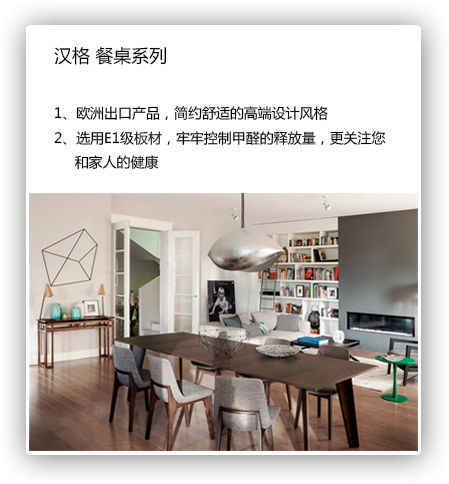 汉格 餐桌系列
1、欧洲出口产品，简约舒适的高端设计风格
2、选用E1级板材，牢牢控制甲醛的释放量，更关注您
和家人的健康